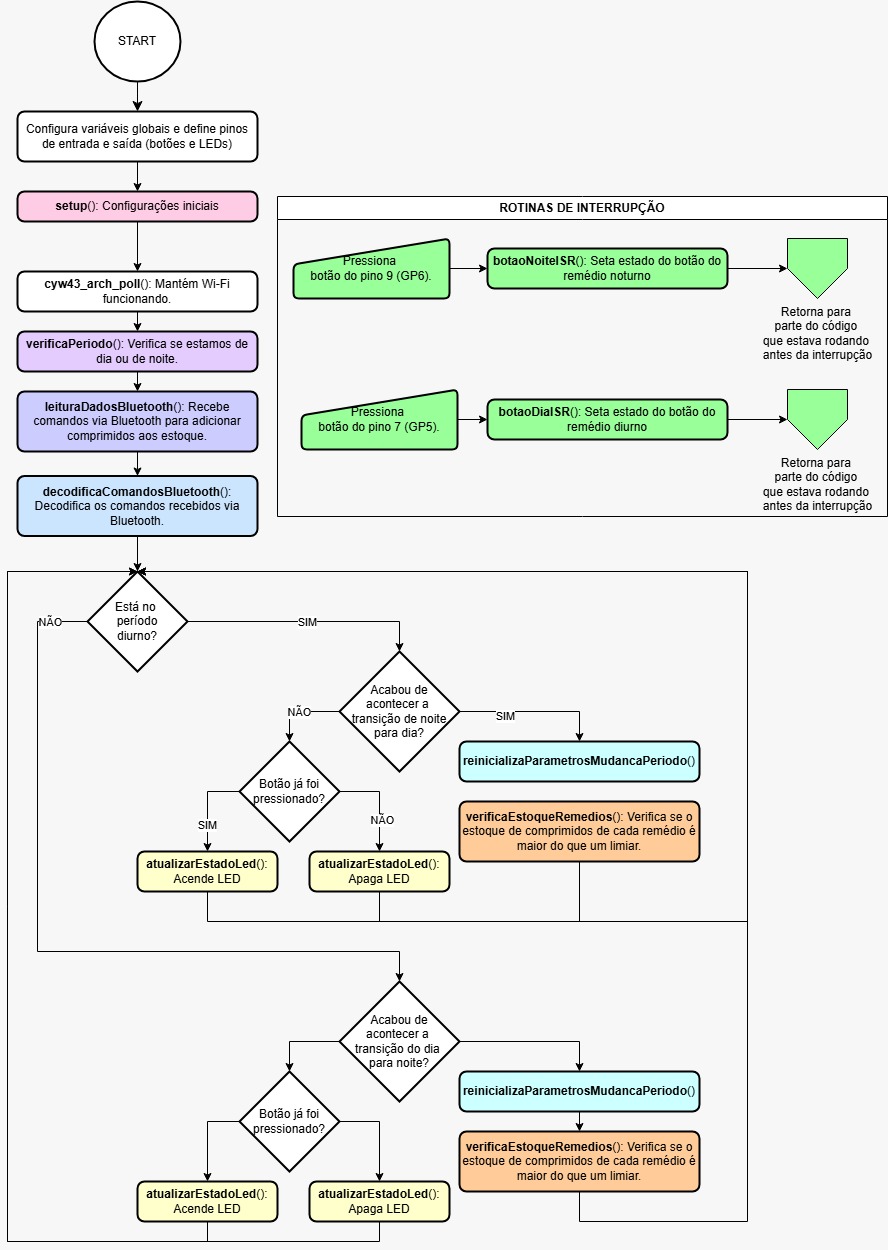 START
Configura variáveis globais e define pinos
de entrada e saída (botões e LEDs)
setup(): Configurações iniciais
cyw43_arch_poll(): Mantém Wi-Fi
funcionando.
verificaPeriodo(): Verifica se estamos de
dia ou de noite.
leituraDadosBluetooth(): Recebe
comandos via Bluetooth para adicionar
comprimidos aos estoque.
decodificaComandosBluetooth():
Decodifica os comandos recebidos via
Bluetooth.
ROTINAS DE INTERRUPÇÃO
Pressiona
botão do pino 9 (GP6).
botaoNoiteISR(): Seta estado do botão do
remédio noturno
Retorna para
parte do código
que estava rodando
antes da interrupção
Pressiona
botão do pino 7 (GP5).
botaoDiaISR(): Seta estado do botão do
remédio diurno
Retorna para
parte do código
que estava rodando
antes da interrupção
Está no
período
diurno?
NÃO
SIM
Acabou de
acontecer a
transição de noite
para dia?
NÃO
SIM
reinicializaParametrosMudancaPeriodo()
Botão já foi
pressionado?
SIM
NÃO
verificaEstoqueRemedios(): Verifica se o
estoque de comprimidos de cada remédio é
maior do que um limiar.
atualizarEstadoLed():
Acende LED
atualizarEstadoLed():
Apaga LED
Acabou de
acontecer a
transição do dia
para noite?
reinicializaParametrosMudancaPeriodo()
Botão já foi
pressionado?
verificaEstoqueRemedios(): Verifica se o
estoque de comprimidos de cada remédio é
maior do que um limiar.
atualizarEstadoLed():
Acende LED
atualizarEstadoLed():
Apaga LED